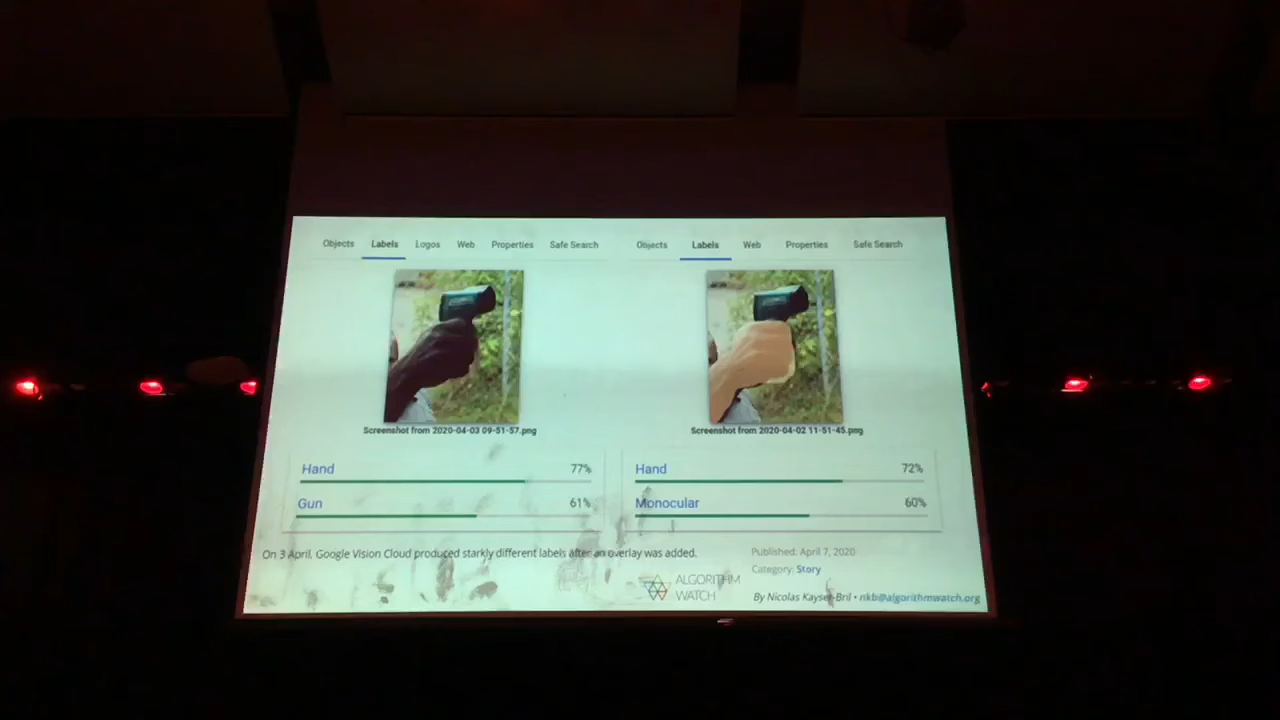 Objects Labels Logos Web Properties Safe Search
Screenshot from 2020-04-03 09-51-57.png
Hand 77%
Gun 61%
Objects Labels Web Properties Safe Search
Screenshot from 2020-04-02 11-51-45.png
Hand 72%
Monocular 60%
On 3 April, Google Vision Cloud produced starkly different labels after an overlay was added.
ALGORITHM
WATCH
Published: April 7, 2020
Category: Story
By Nicolas Kayser-Bril • nkb@algorithmwatch.org